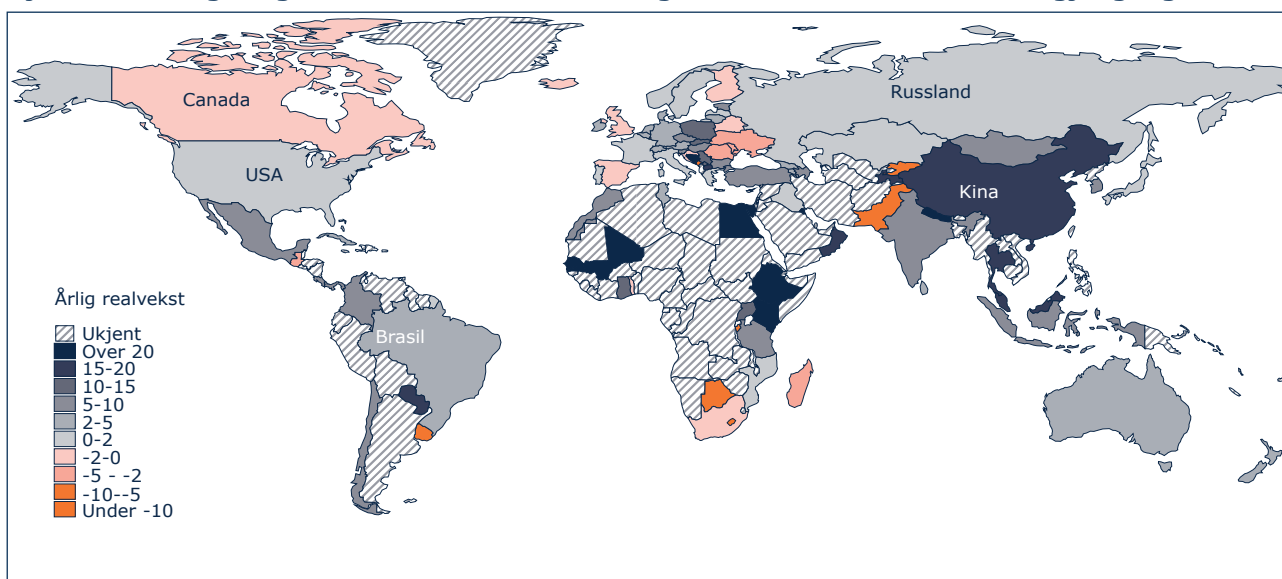 Canada
Russland
USA
Kina
Brasil
Årlig realvekst
Ukjent
Over 20
15-20
10-15
5-10
2-5
0-2
-2-0
-5 - -2
-10--5
Under -10